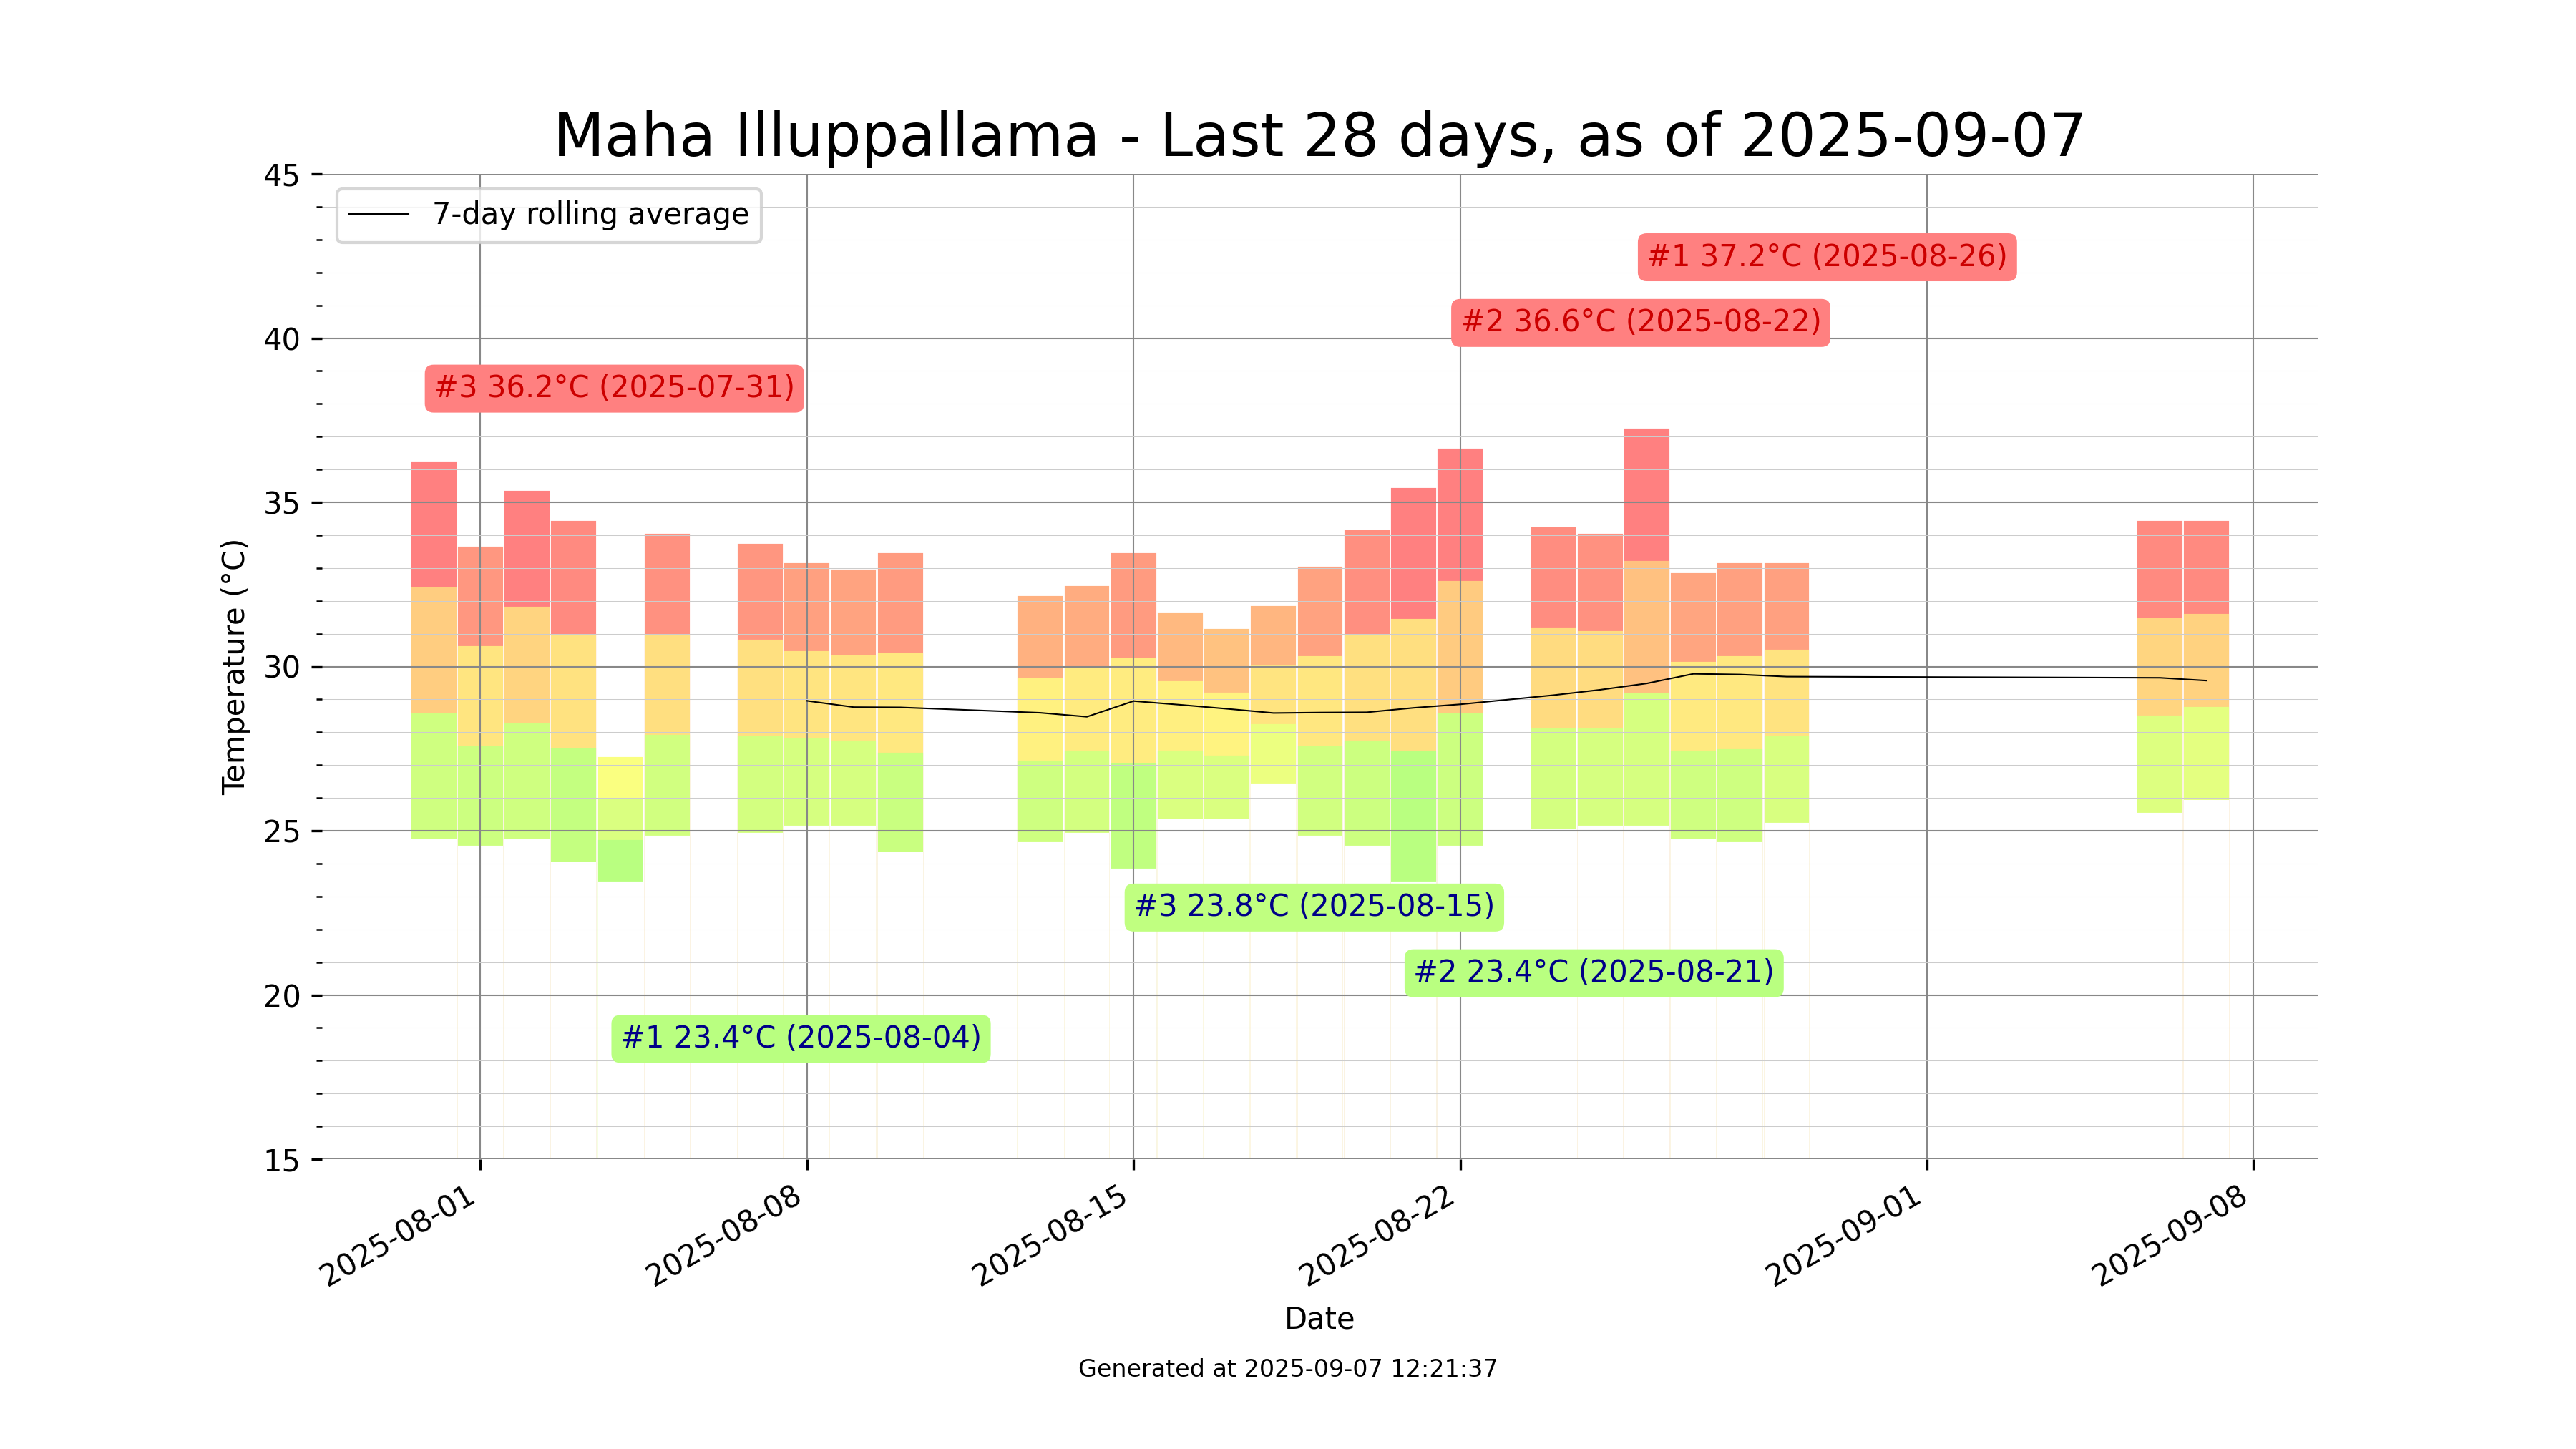 Maha Illuppallama - Last 28 days, as of 2025-09-07
7-day rolling average
#1 37.2°C (2025-08-26)
#2 36.6°C (2025-08-22)
#3 36.2°C (2025-07-31)
#3 23.8°C (2025-08-15)
#2 23.4°C (2025-08-21)
#1 23.4°C (2025-08-04)
Temperature (°C)
45
40
35
30
25
20
15
2025-08-01
2025-08-08
2025-08-15
2025-08-22
2025-09-01
2025-09-08
Date
Generated at 2025-09-07 12:21:37